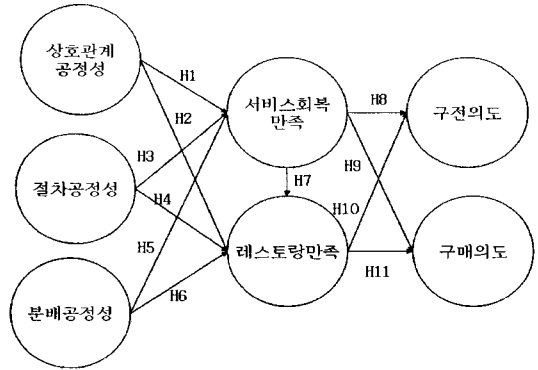 상호관계
공정성
H1
H2
서비스회복
만족
H8
구전의도
H3
H9
절차공정성
H4
H7
H10
H5
레스토랑만족
H11
구매의도
분배공정성
H6